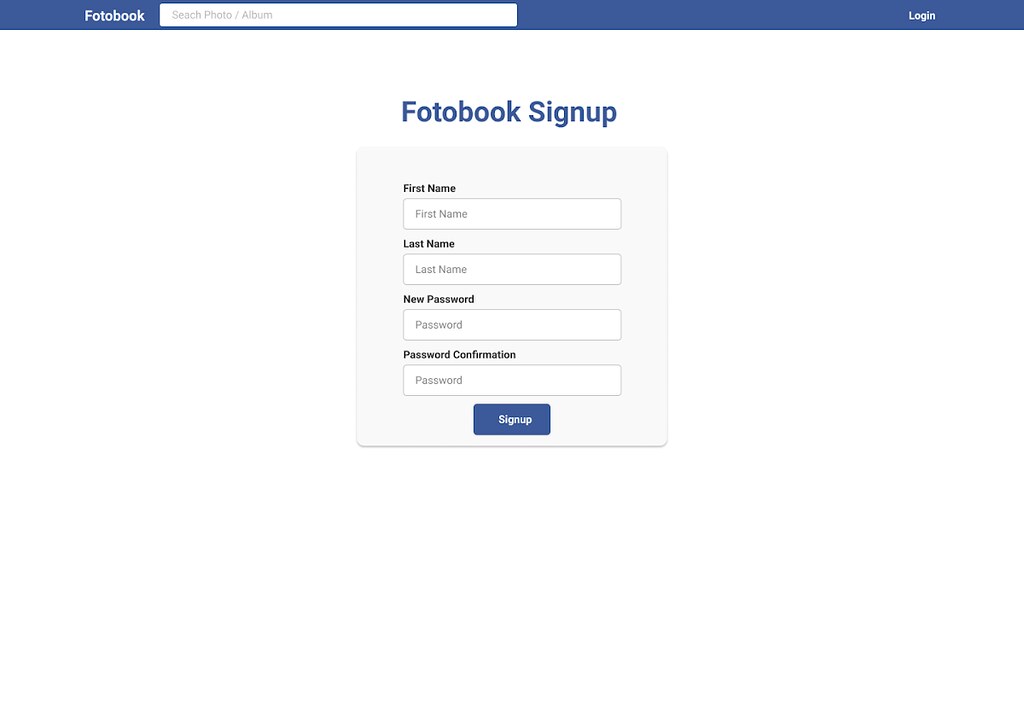 Fotobook Seach Photo / Album Login
Fotobook Signup
First Name
First Name
Last Name
Last Name
New Password
Password
Password Confirmation
Password
Signup